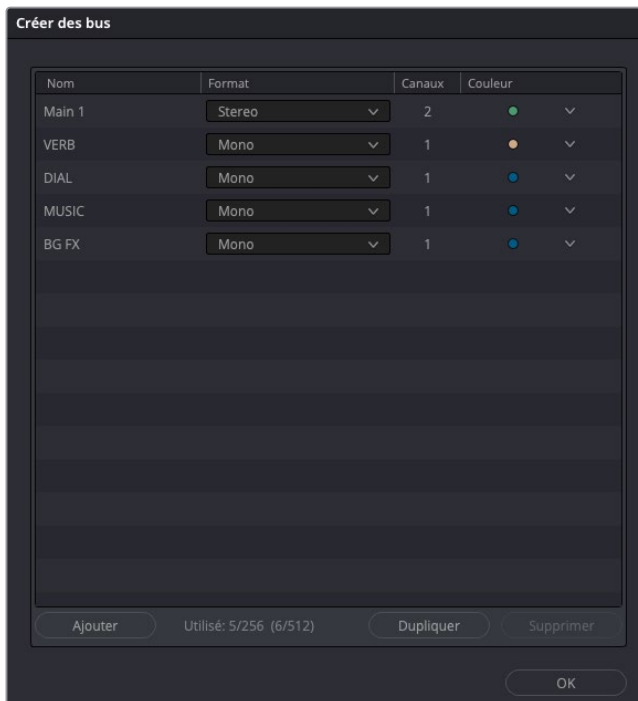 Créer des bus
Nom Format Canaux Couleur
Main 1 Stereo 2
VERB Mono 1
DIAL Mono 1
MUSIC Mono 1
BG FX Mono 1
Ajouter Utilisé: 5/256 (6/512) Dupliquer Supprimer
OK